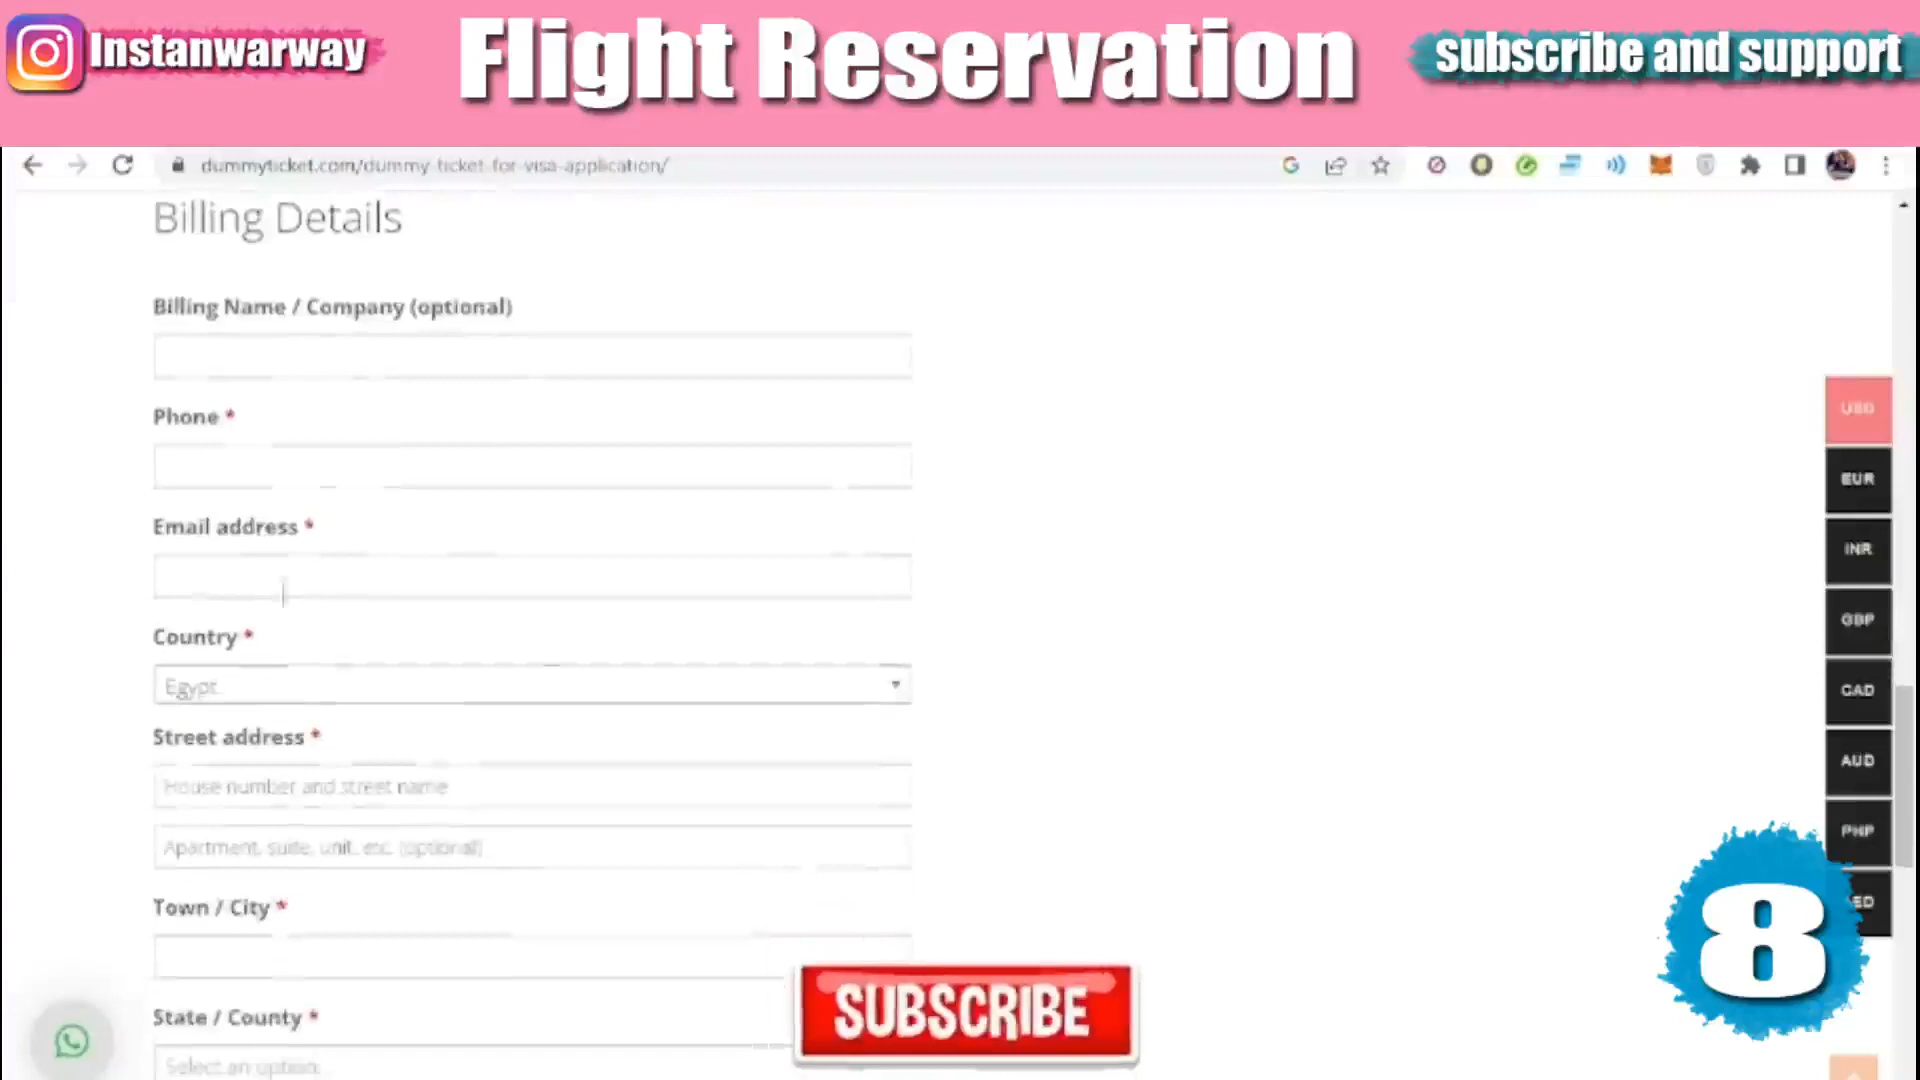 Instanwarway
Flight Reservation
subscribe and support
dummyticket.com/dummy-ticket-for-visa-application/
Billing Details
Billing Name / Company (optional)
Phone *
Email address *
Country *
Egypt
Street address *
House number and street name
Apartment, suite, unit, etc. (optional)
Town / City *
State / County *
Select an option...
USD
EUR
INR
GBP
CAD
AUD
PHP
8
SUBSCRIBE